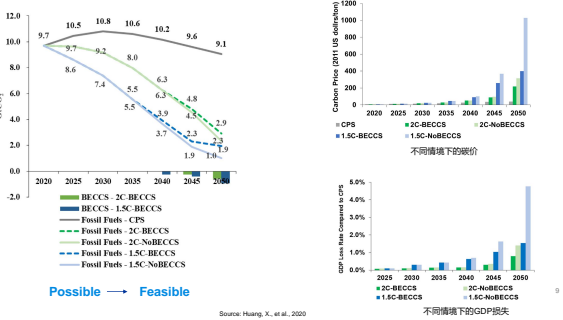 12.0
10.0
8.0
6.0
4.0
2.0
0.0
-2.0
9.7
10.5
10.8
10.6
10.2
9.6
9.1
9.7
9.2
8.0
6.3
4.8
2.9
8.6
7.4
5.5
5.5
6.3
4.5
2.3
3.9
3.7
2.3
1.9
1.9
1.0
2020 2025 2030 2035 2040 2045 2050
BECCS - 2C-BECCS
BECCS - 1.5C-BECCS
Fossil Fuels - CPS
Fossil Fuels - 2C-BECCS
Fossil Fuels - 2C-NoBECCS
Fossil Fuels - 1.5C-BECCS
Fossil Fuels - 1.5C-NoBECCS
Possible
Feasible
Carbon Price (2011 US dollrs/ton)
1200
1000
800
600
400
200
0
2020 2025 2030 2035 2040 2045 2050
CPS 2C-BECCS 2C-NoBECCS
1.5C-BECCS 1.5C-NoBECCS
不同情境下的碳价
GDP Loss Rate Compared to CPS
5.0%
4.0%
3.0%
2.0%
1.0%
0.0%
2025 2030 2035 2040 2045 2050
2C-BECCS 2C-NoBECCS
1.5C-BECCS 1.5C-NoBECCS
不同情境下的GDP损失
9
Source: Huang, X., et al., 2020